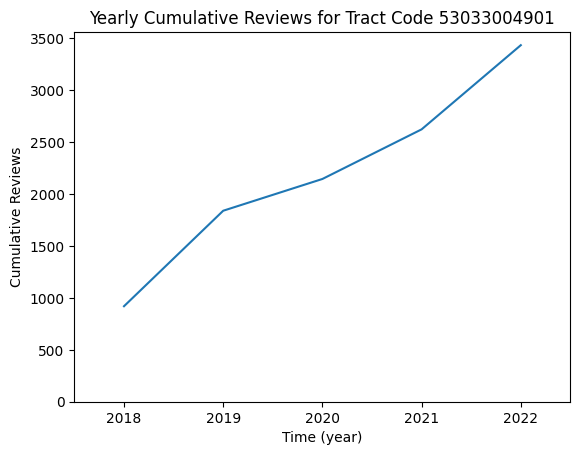 Yearly Cumulative Reviews for Tract Code 53033004901
3500
3000
2500
2000
1500
1000
500
0
Cumulative Reviews
2018 2019 2020 2021 2022
Time (year)